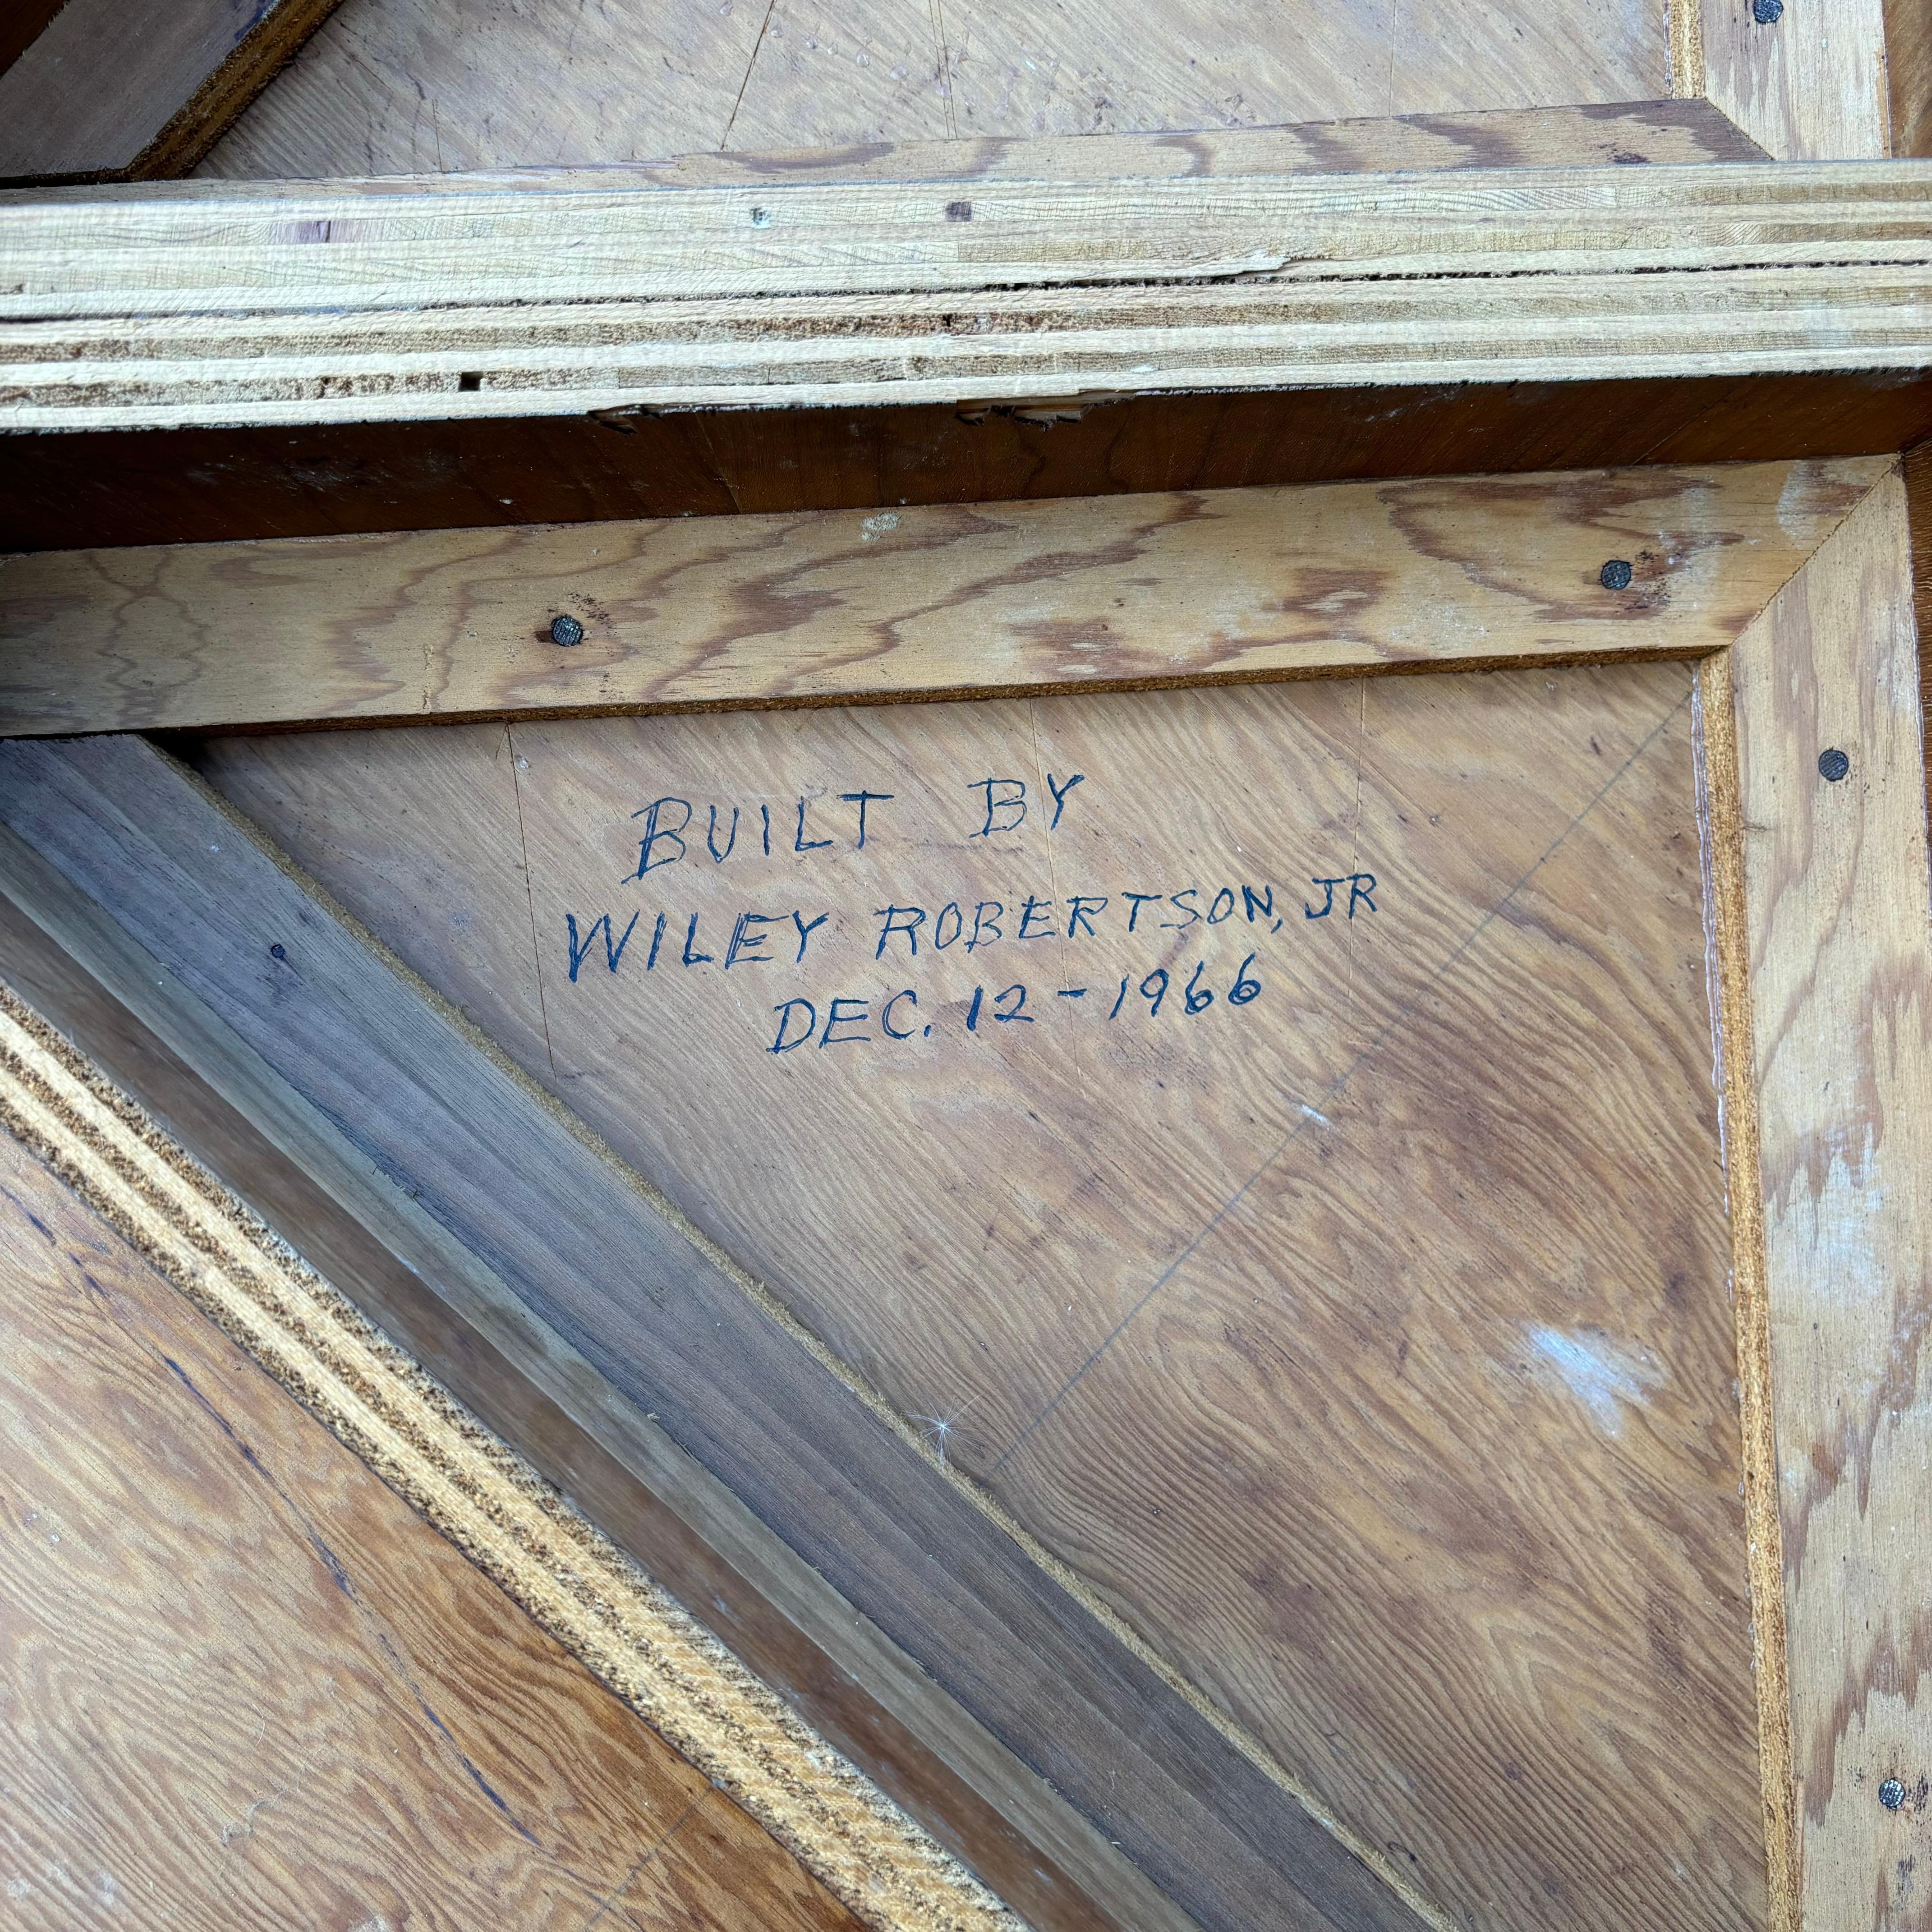 BUILT BY
WILEY ROBERTSON, JR
DEC. 12-1966